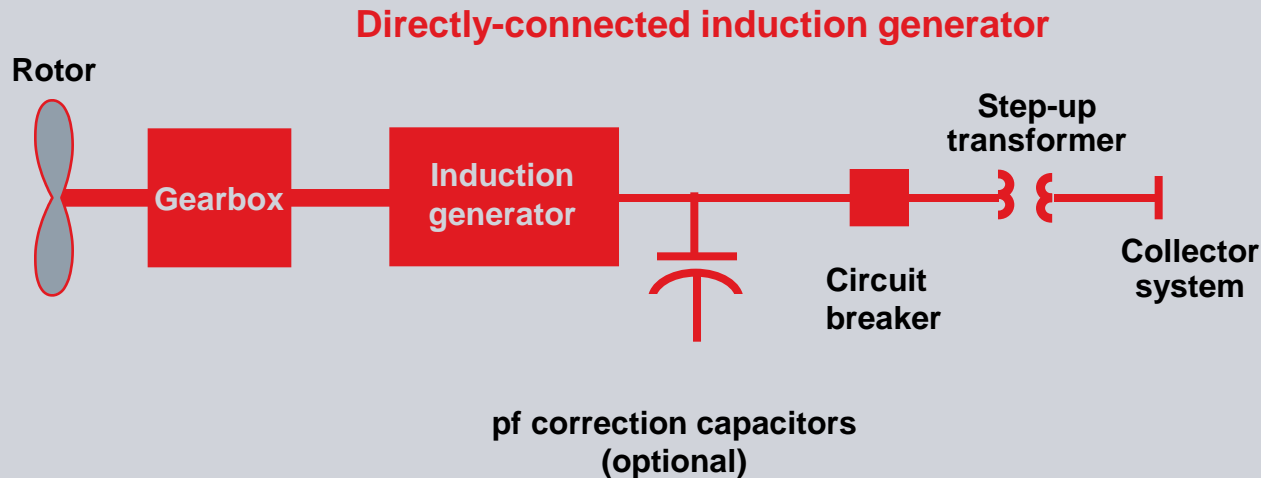 Directly-connected induction generator
Rotor
Step-up
transformer
Gearbox
Induction
generator
Circuit
breaker
Collector
system
pf correction capacitors
(optional)